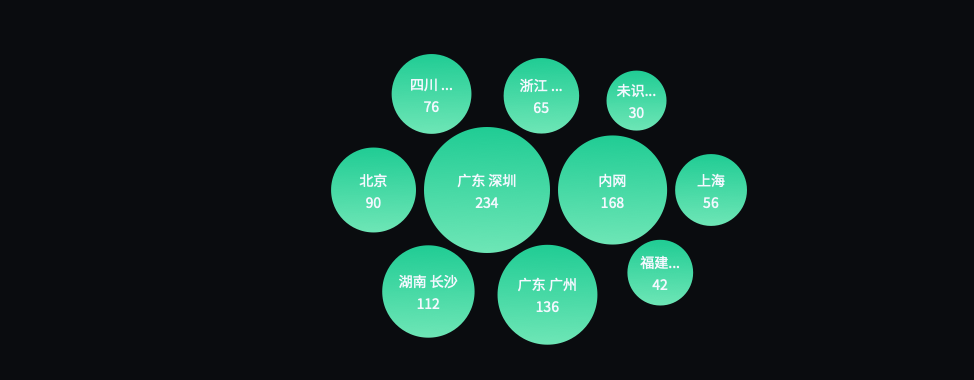 四川 ...
76
浙江 ...
65
未识...
30
北京
90
广东 深圳
234
内网
168
上海
56
湖南 长沙
112
广东 广州
136
福建...
42